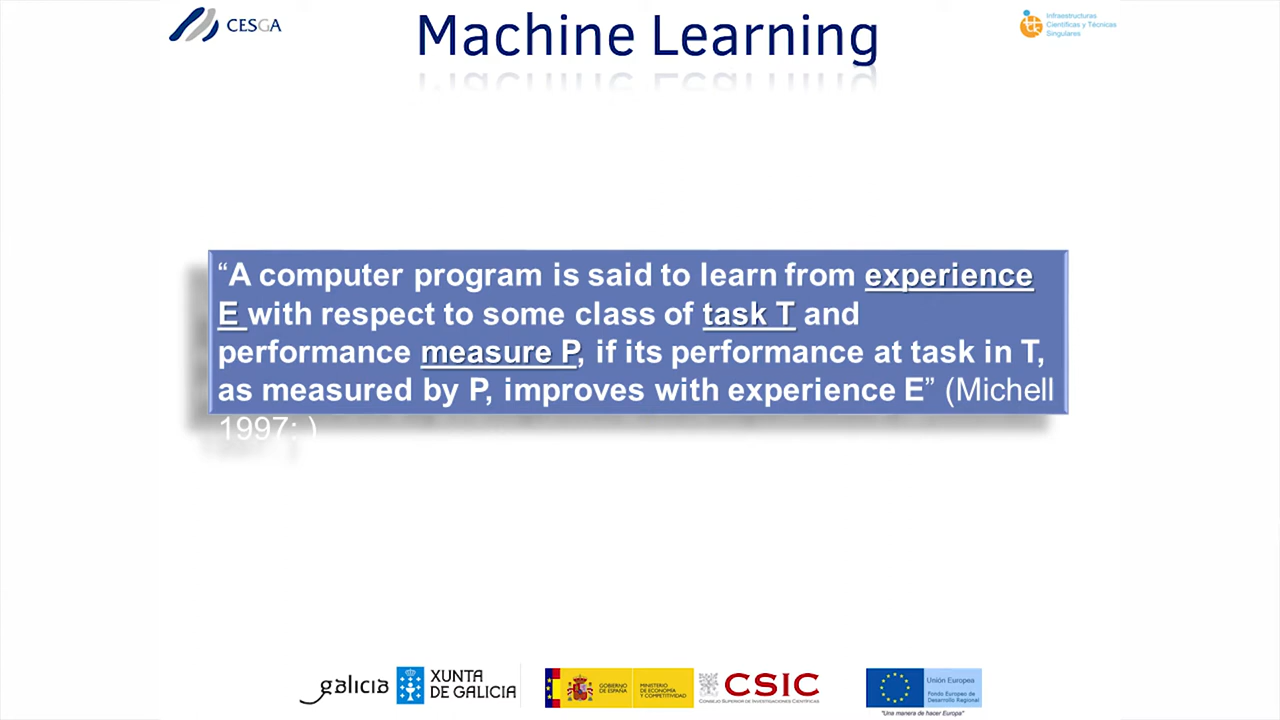 CESGA
Machine Learning
Infraestructuras
Científicas y Técnicas
Singulares
“A computer program is said to learn from experience
E with respect to some class of task T and
performance measure P, if its performance at task in T,
as measured by P, improves with experience E” (Michell
1997: )
galicia
XUNTA
DE GALICIA
GOBIERNO
DE ESPAÑA
MINISTERIO
DE ECONOMÍA
Y COMPETITIVIDAD
CSIC
CONSEJO SUPERIOR DE INVESTIGACIONES CIENTÍFICAS
Unión Europea
Fondo Europeo de
Desarrollo Regional
"Una manera de hacer Europa"